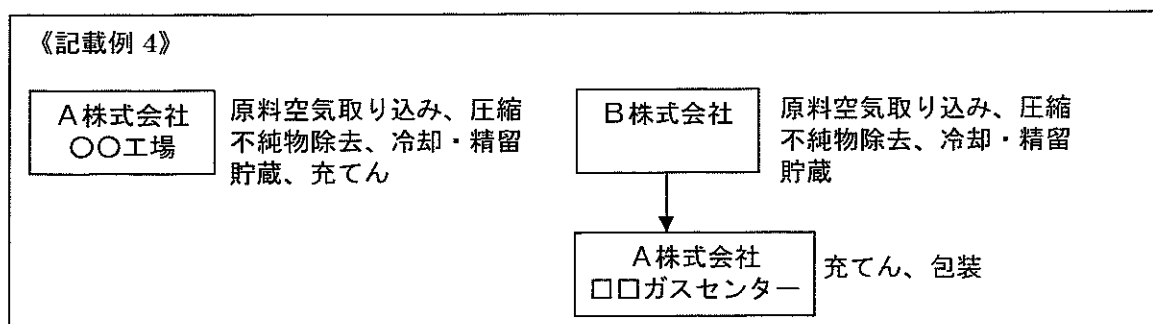 《記載例 4》
A株式会社
〇〇工場
原料空気取り込み、圧縮
不純物除去、冷却・精留
貯蔵、充てん
B株式会社
原料空気取り込み、圧縮
不純物除去、冷却・精留
貯蔵
A株式会社
□□ガスセンター
充てん、包装